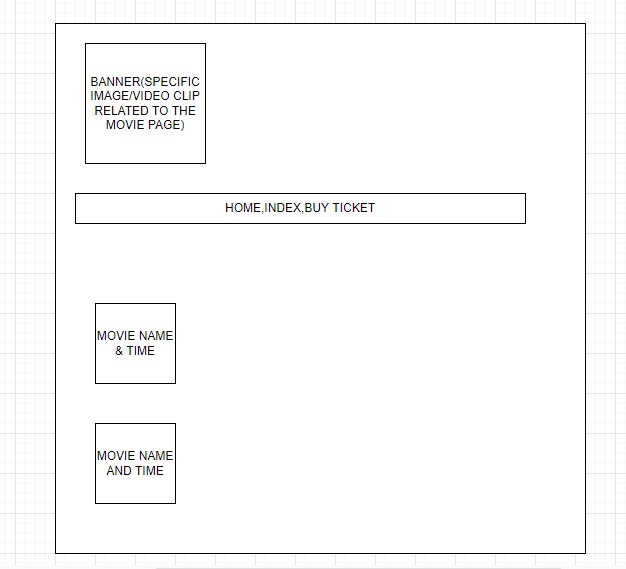 BANNER(SPECIFIC
IMAGE/VIDEO CLIP
RELATED TO THE
MOVIE PAGE)
HOME,INDEX,BUY TICKET
MOVIE NAME
& TIME
MOVIE NAME
AND TIME